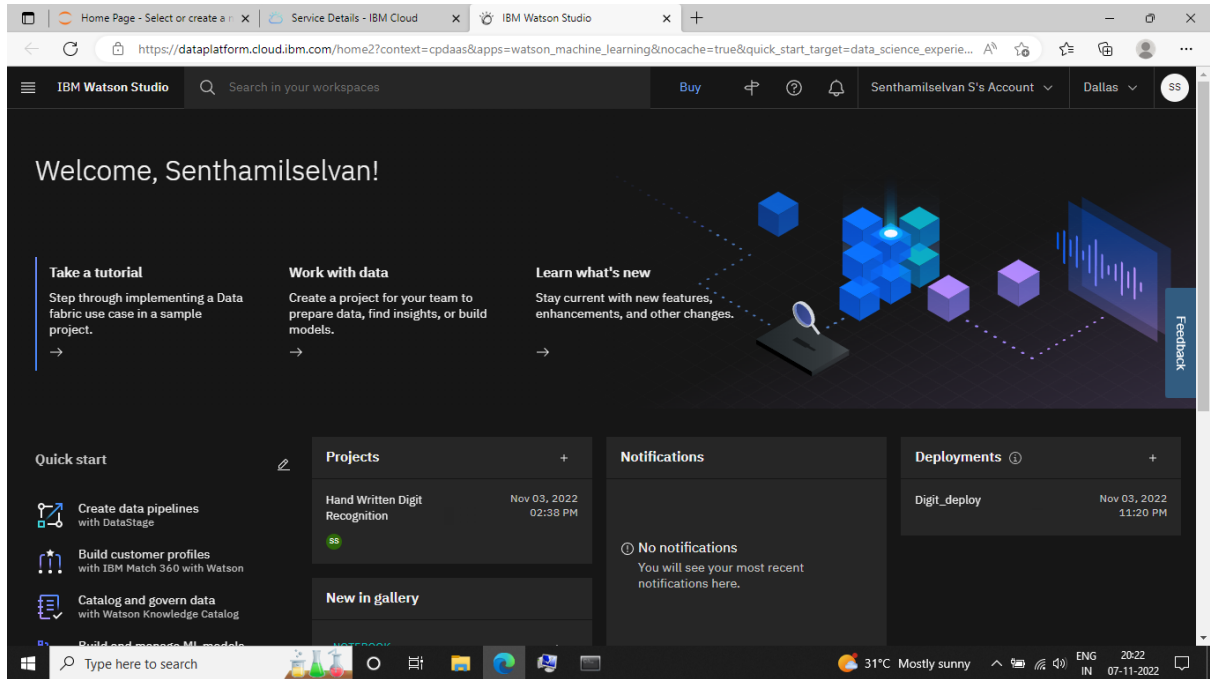 Home Page - Select or create a n
Service Details - IBM Cloud
IBM Watson Studio
https://dataplatform.cloud.ibm.com/home2?context=cpdaas&apps=watson_machine_learning&nocache=true&quick_start_target=data_science_experie...
IBM Watson Studio
Search in your workspaces
Buy
Senthamilselvan S's Account
Dallas
SS
Welcome, Senthamilselvan!
Take a tutorial
Step through implementing a Data
fabric use case in a sample
project.
Work with data
Create a project for your team to
prepare data, find insights, or build
models.
Learn what's new
Stay current with new features,
enhancements, and other changes.
Feedback
Quick start
Create data pipelines
with DataStage
Build customer profiles
with IBM Match 360 with Watson
Catalog and govern data
with Watson Knowledge Catalog
Build and manage ML models
Projects
Hand Written Digit
Recognition
Nov 03, 2022
02:38 PM
SS
New in gallery
NOTEBOOK
Notifications
No notifications
You will see your most recent
notifications here.
Deployments
Digit_deploy
Nov 03, 2022
11:20 PM
Type here to search
31°C Mostly sunny
ENG
IN
20:22
07-11-2022